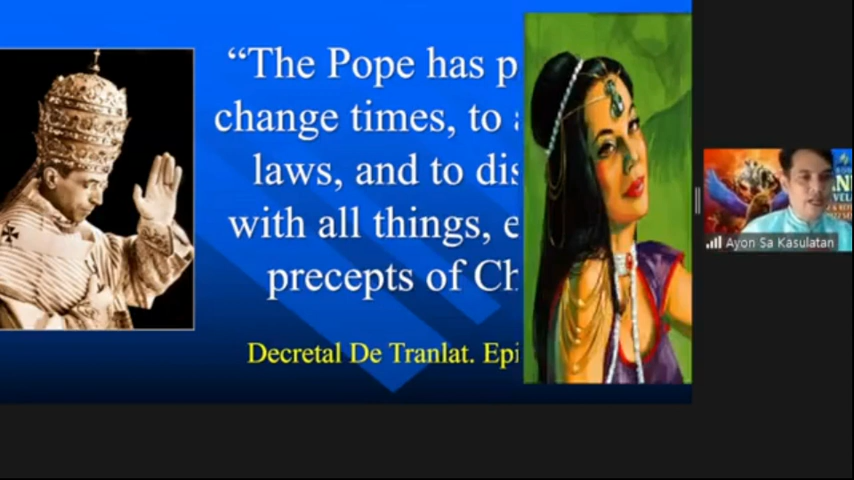 “The Pope has p
change times, to
laws, and to dis
with all things, e
precepts of Ch
Decretal De Tranlat. Epi
Ayon Sa Kasulatan